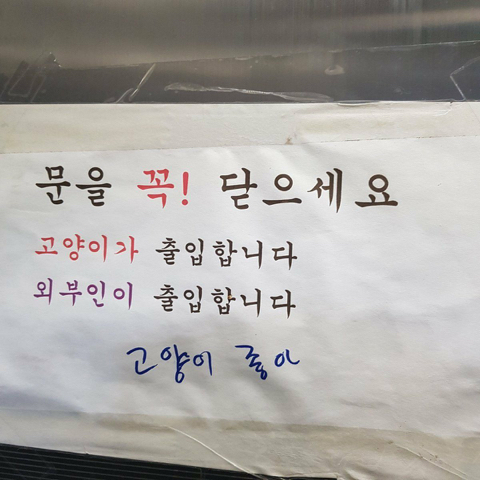 문을 꼭! 닫으세요
고양이가 출입합니다
외부인이 출입합니다
고양이 좋아